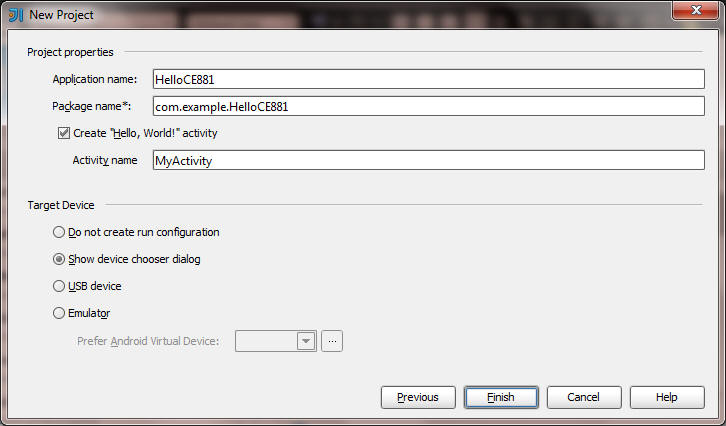 New Project
Project properties
Application name: HelloCE881
Package name*: com.example.HelloCE881
Create "Hello, World!" activity
Activity name MyActivity
Target Device
Do not create run configuration
Show device chooser dialog
USB device
Emulator
Prefer Android Virtual Device: ...
Previous Finish Cancel Help